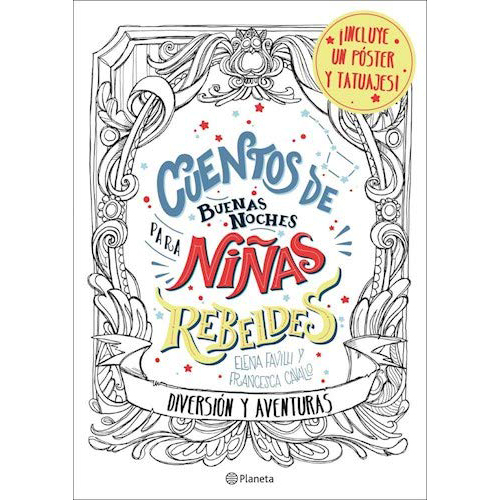 ¡INCLUYE
UN PÓSTER
Y TATUAJES!
CUENTOS DE
BUENAS
NOCHES
PARA
NIÑAS
REBELDES
ELENA FAVILLI Y
FRANCESCA CAVALLO
DIVERSIÓN Y AVENTURAS
Planeta